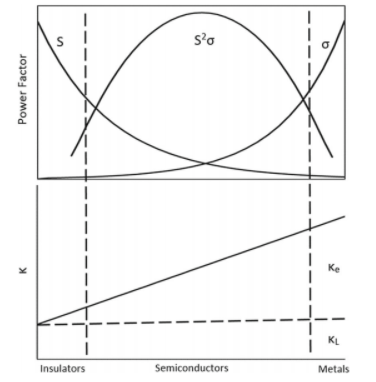 S
S²σ
σ
Power Factor
κ
κe
κL
Insulators
Semiconductors
Metals